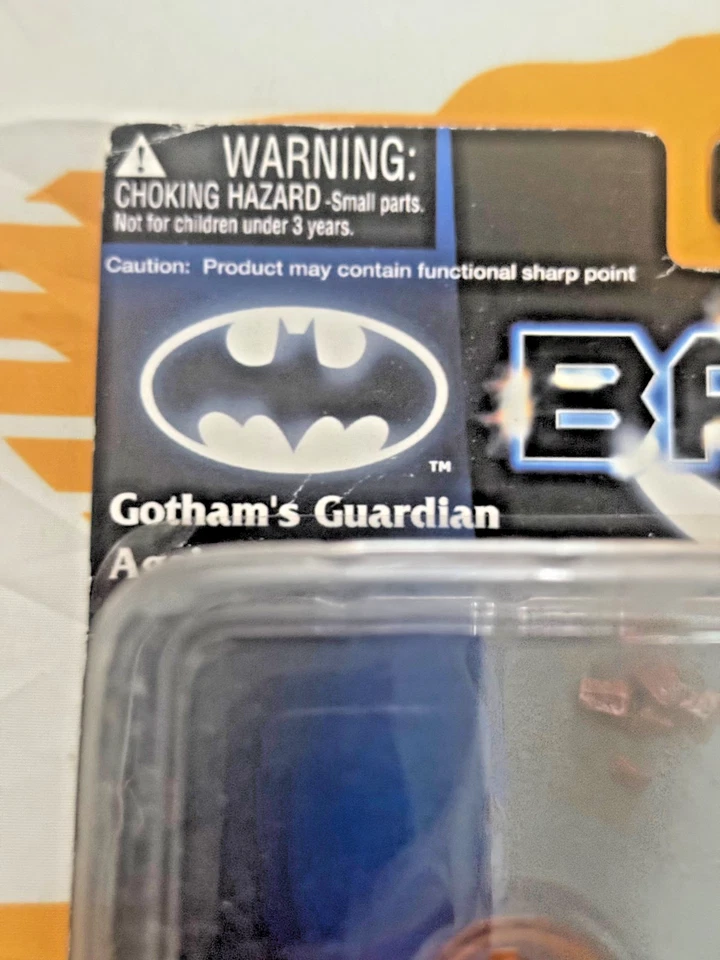 WARNING:
CHOKING HAZARD -Small parts.
Not for children under 3 years.
Caution: Product may contain functional sharp point
BA
TM
Gotham's Guardian